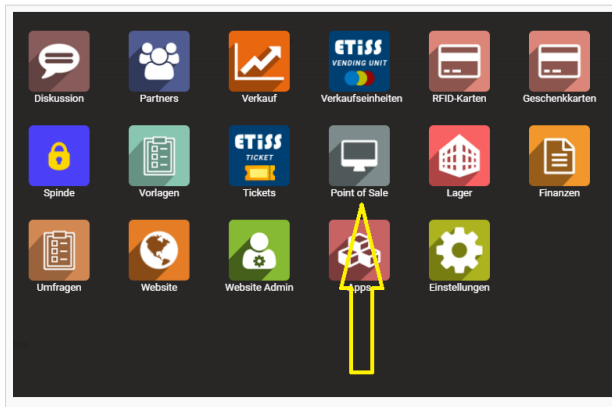 ETiSS
VENDING UNIT
Diskussion
Partners
Verkauf
Verkaufseinheiten
RFID-Karten
Geschenkkarten
ETiSS
TICKET
Spinde
Vorlagen
Tickets
Point of Sale
Lager
Finanzen
Umfragen
Website
Website Admin
Apps
Einstellungen